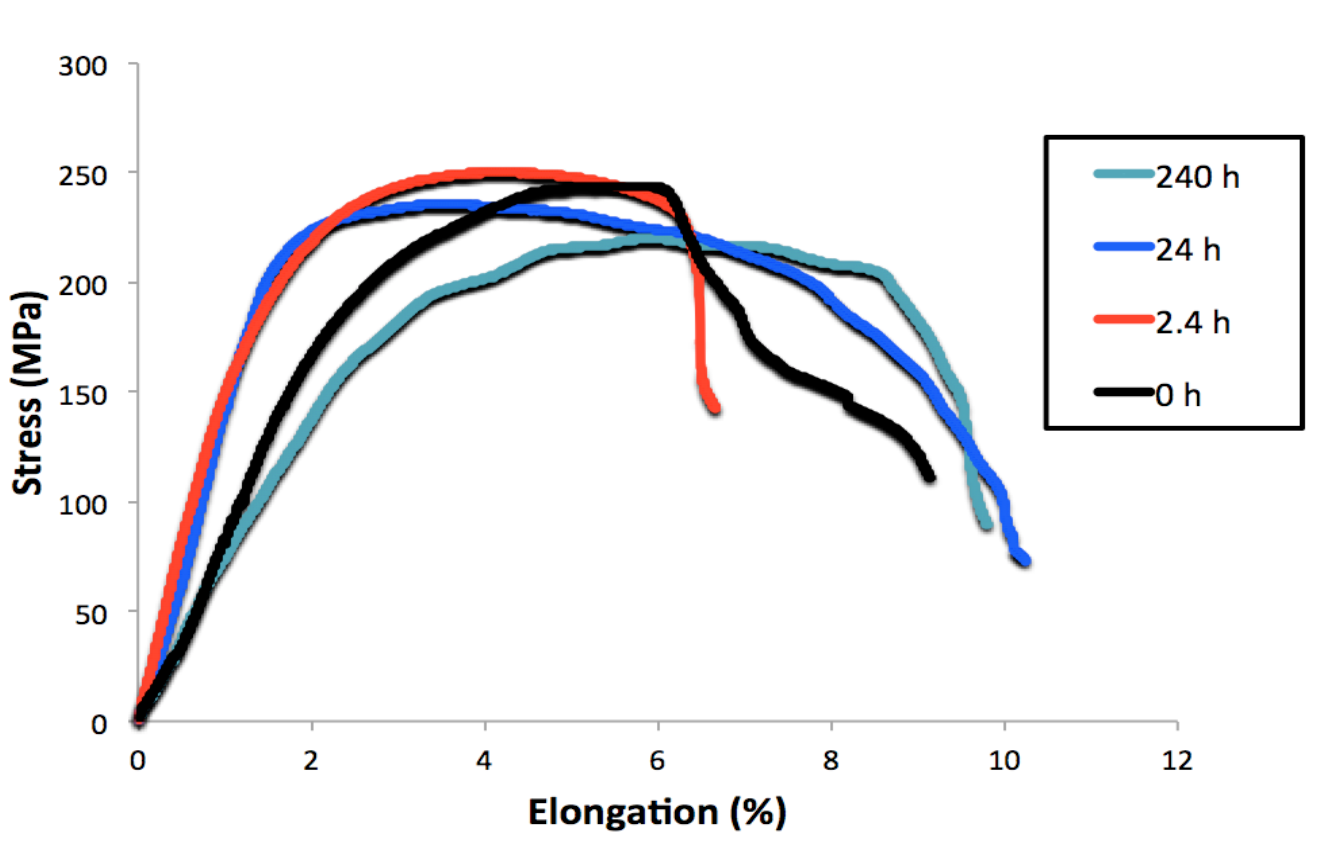 300
250
200
150
100
50
0
Stress (MPa)
0 2 4 6 8 10 12
Elongation (%)
240 h
24 h
2.4 h
0 h